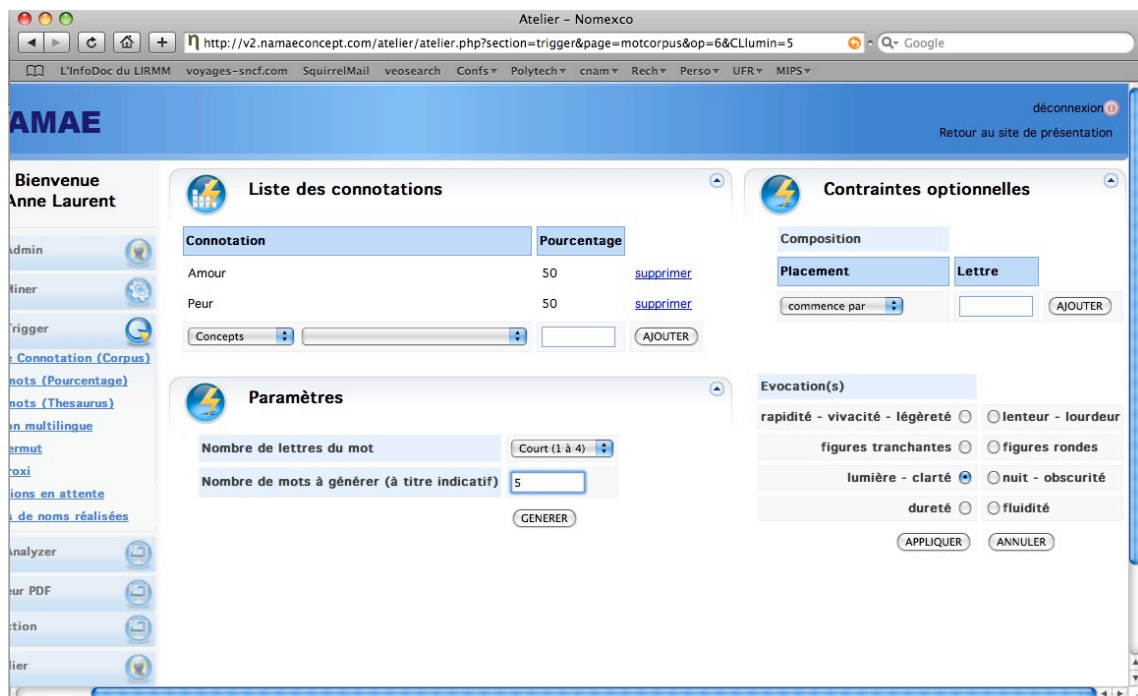 Atelier – Nomexco
http://v2.namaeconcept.com/atelier/atelier.php?section=trigger&page=motcorpus&op=6&CLlumin=5
Google
L'InfoDoc du LIRMM voyages-sncf.com SquirrelMail veosearch Confs Polytech cnam Rech Perso UFR MIPS
AMAE
déconnexion
Retour au site de présentation
Bienvenue
Anne Laurent
Admin
Miner
Trigger
e Connotation (Corpus)
mots (Pourcentage)
mots (Thesaurus)
on multilingue
ermut
roxi
ions en attente
s de noms réalisées
Analyzer
eur PDF
ction
lier
Liste des connotations
Connotation Pourcentage
Amour 50 supprimer
Peur 50 supprimer
Concepts AJOUTER
Paramètres
Nombre de lettres du mot Court (1 à 4)
Nombre de mots à générer (à titre indicatif) 5
GENERER
Contraintes optionnelles
Composition
Placement Lettre
commence par AJOUTER
Evocation(s)
rapidité - vivacité - légèreté lenteur - lourdeur
figures tranchantes figures rondes
lumière - clarté nuit - obscurité
dureté fluidité
APPLIQUER ANNULER